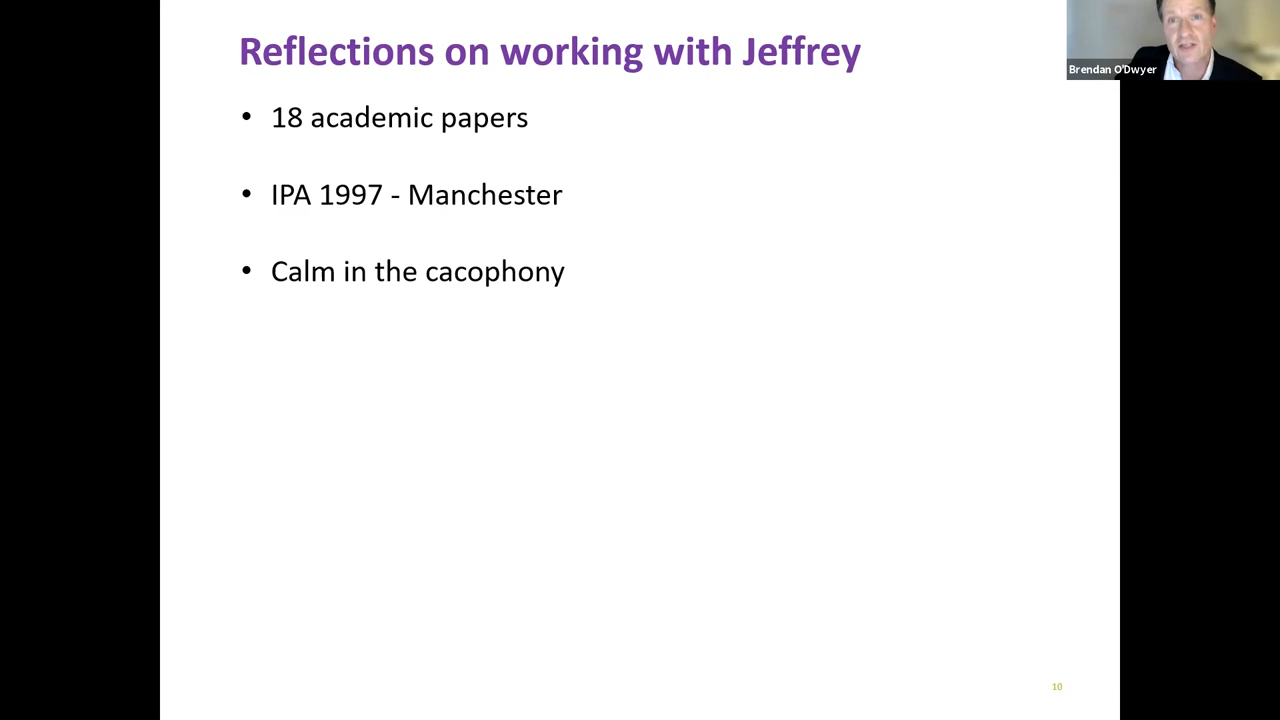 Reflections on working with Jeffrey
Brendan O'Dwyer
• 18 academic papers
• IPA 1997 - Manchester
• Calm in the cacophony
10